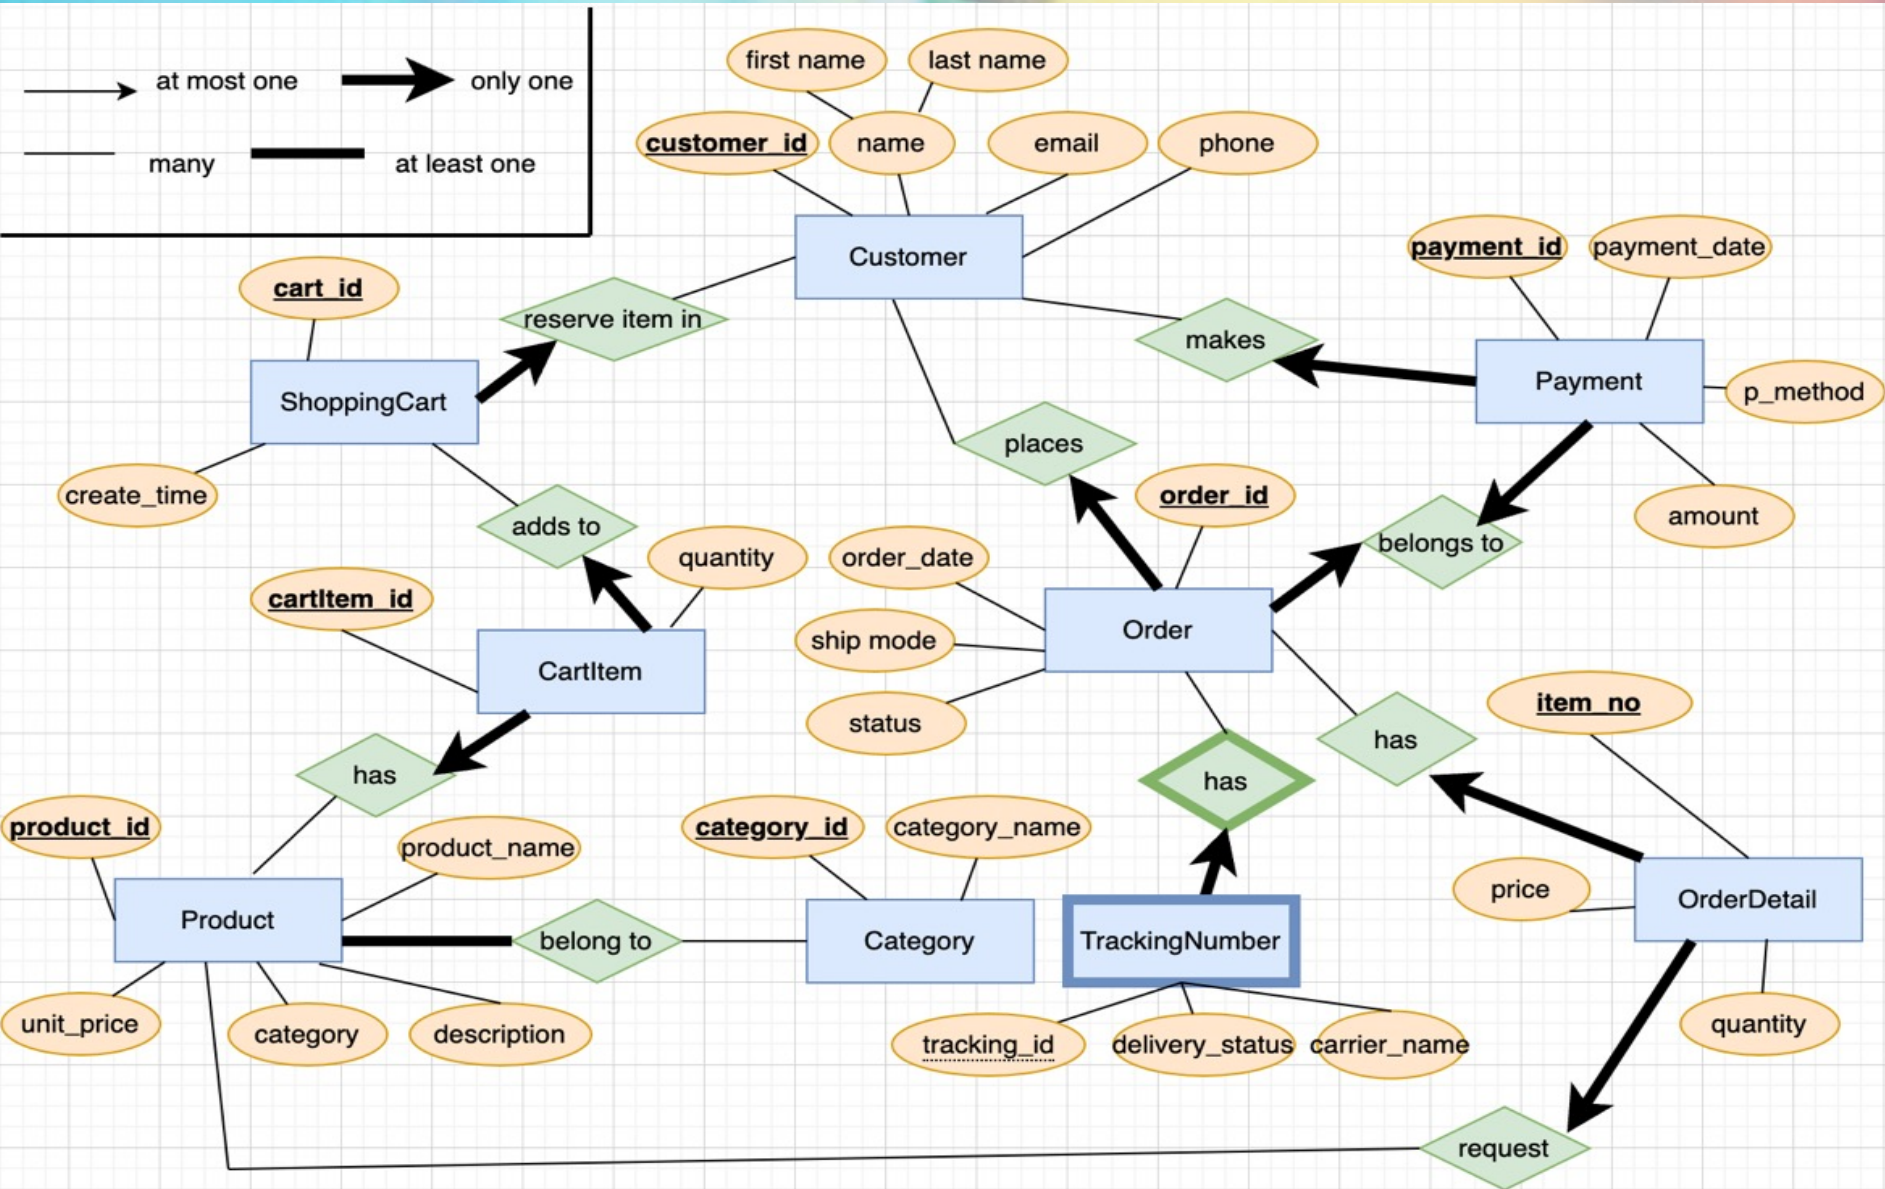 at most one
only one
many
at least one
first name
last name
customer_id
name
email
phone
Customer
cart_id
reserve item in
ShoppingCart
create_time
makes
payment_id
payment_date
Payment
p_method
amount
places
adds to
order_id
belongs to
order_date
ship mode
status
Order
quantity
cartItem_id
CartItem
has
has
has
item_no
product_id
product_name
Product
belong to
category_id
category_name
Category
TrackingNumber
price
OrderDetail
quantity
unit_price
category
description
tracking_id
delivery_status
carrier_name
request